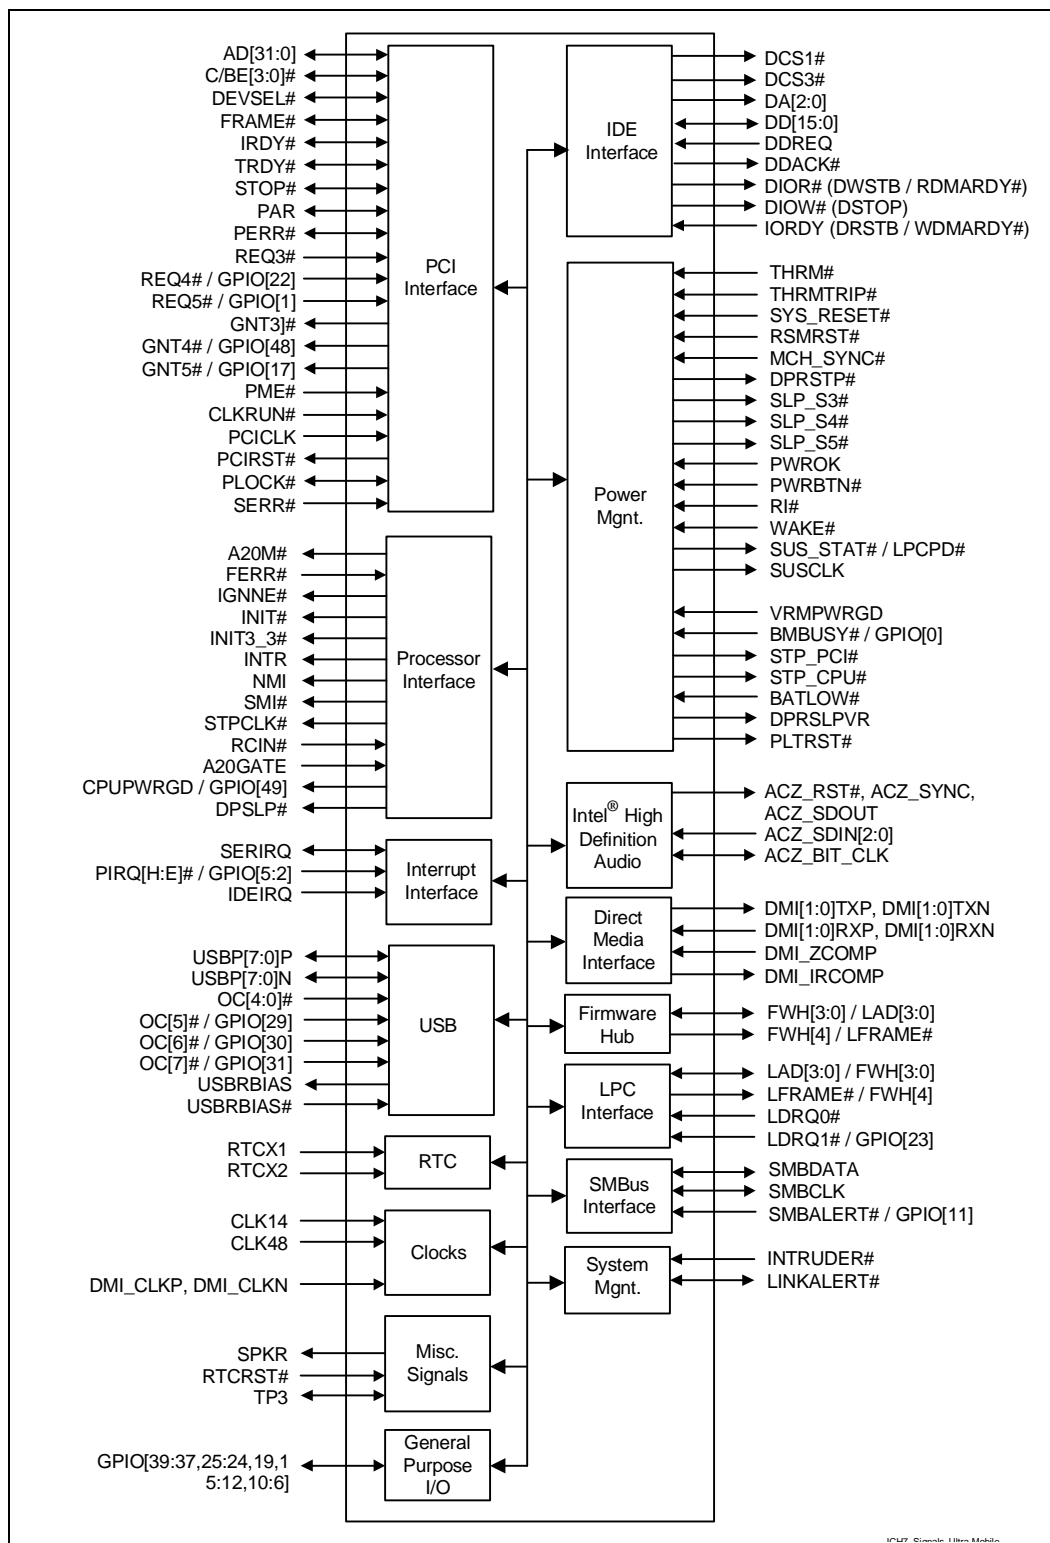 AD[31:0]
C/BE[3:0]#
DEVSEL#
FRAME#
IRDY#
TRDY#
STOP#
PAR
PERR#
REQ3#
REQ4# / GPIO[22]
REQ5# / GPIO[1]
GNT3]#
GNT4# / GPIO[48]
GNT5# / GPIO[17]
PME#
CLKRUN#
PCICLK
PCIRST#
PLOCK#
SERR#
PCI
Interface
A20M#
FERR#
IGNNE#
INIT#
INIT3_3#
INTR
NMI
SMI#
STPCLK#
RCIN#
A20GATE
CPUPWRGD / GPIO[49]
DPSLP#
Processor
Interface
SERIRQ
PIRQ[H:E]# / GPIO[5:2]
IDEIRQ
Interrupt
Interface
USBP[7:0]P
USBP[7:0]N
OC[4:0]#
OC[5]# / GPIO[29]
OC[6]# / GPIO[30]
OC[7]# / GPIO[31]
USBRBIAS
USBRBIAS#
USB
RTCX1
RTCX2
RTC
CLK14
CLK48
DMI_CLKP, DMI_CLKN
Clocks
SPKR
RTCRST#
TP3
Misc.
Signals
GPIO[39:37,25:24,19,1
5:12,10:6]
General
Purpose
I/O
IDE
Interface
DCS1#
DCS3#
DA[2:0]
DD[15:0]
DDREQ
DDACK#
DIOR# (DWSTB / RDMARDY#)
DIOW# (DSTOP)
IORDY (DRSTB / WDMARDY#)
Power
Mgnt.
THRM#
THRMTRIP#
SYS_RESET#
RSMRST#
MCH_SYNC#
DPRSTP#
SLP_S3#
SLP_S4#
SLP_S5#
PWROK
PWRBTN#
RI#
WAKE#
SUS_STAT# / LPCPD#
SUSCLK
VRMPWRGD
BMBUSY# / GPIO[0]
STP_PCI#
STP_CPU#
BATLOW#
DPRSLPVR
PLTRST#
Intel® High
Definition
Audio
ACZ_RST#, ACZ_SYNC,
ACZ_SDOUT
ACZ_SDIN[2:0]
ACZ_BIT_CLK
Direct
Media
Interface
DMI[1:0]TXP, DMI[1:0]TXN
DMI[1:0]RXP, DMI[1:0]RXN
DMI_ZCOMP
DMI_IRCOMP
Firmware
Hub
FWH[3:0] / LAD[3:0]
FWH[4] / LFRAME#
LPC
Interface
LAD[3:0] / FWH[3:0]
LFRAME# / FWH[4]
LDRQ0#
LDRQ1# / GPIO[23]
SMBus
Interface
SMBDATA
SMBCLK
SMBALERT# / GPIO[11]
System
Mgnt.
INTRUDER#
LINKALERT#
ICH7_Signals_Ultra Mobile